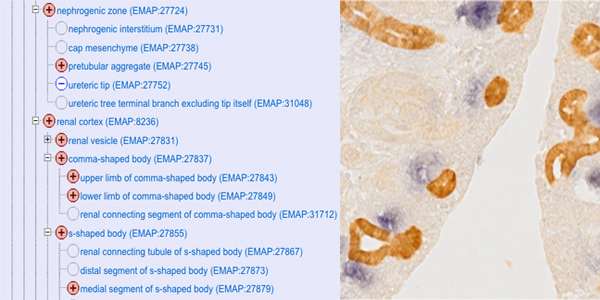 nephrogenic zone (EMAP:27724)
nephrogenic interstitium (EMAP:27731)
cap mesenchyme (EMAP:27738)
pretubular aggregate (EMAP:27745)
ureteric tip (EMAP:27752)
ureteric tree terminal branch excluding tip itself (EMAP:31048)
renal cortex (EMAP:8236)
renal vesicle (EMAP:27831)
comma-shaped body (EMAP:27837)
upper limb of comma-shaped body (EMAP:27843)
lower limb of comma-shaped body (EMAP:27849)
renal connecting segment of comma-shaped body (EMAP:31712)
s-shaped body (EMAP:27855)
renal connecting tubule of s-shaped body (EMAP:27867)
distal segment of s-shaped body (EMAP:27873)
medial segment of s-shaped body (EMAP:27879)